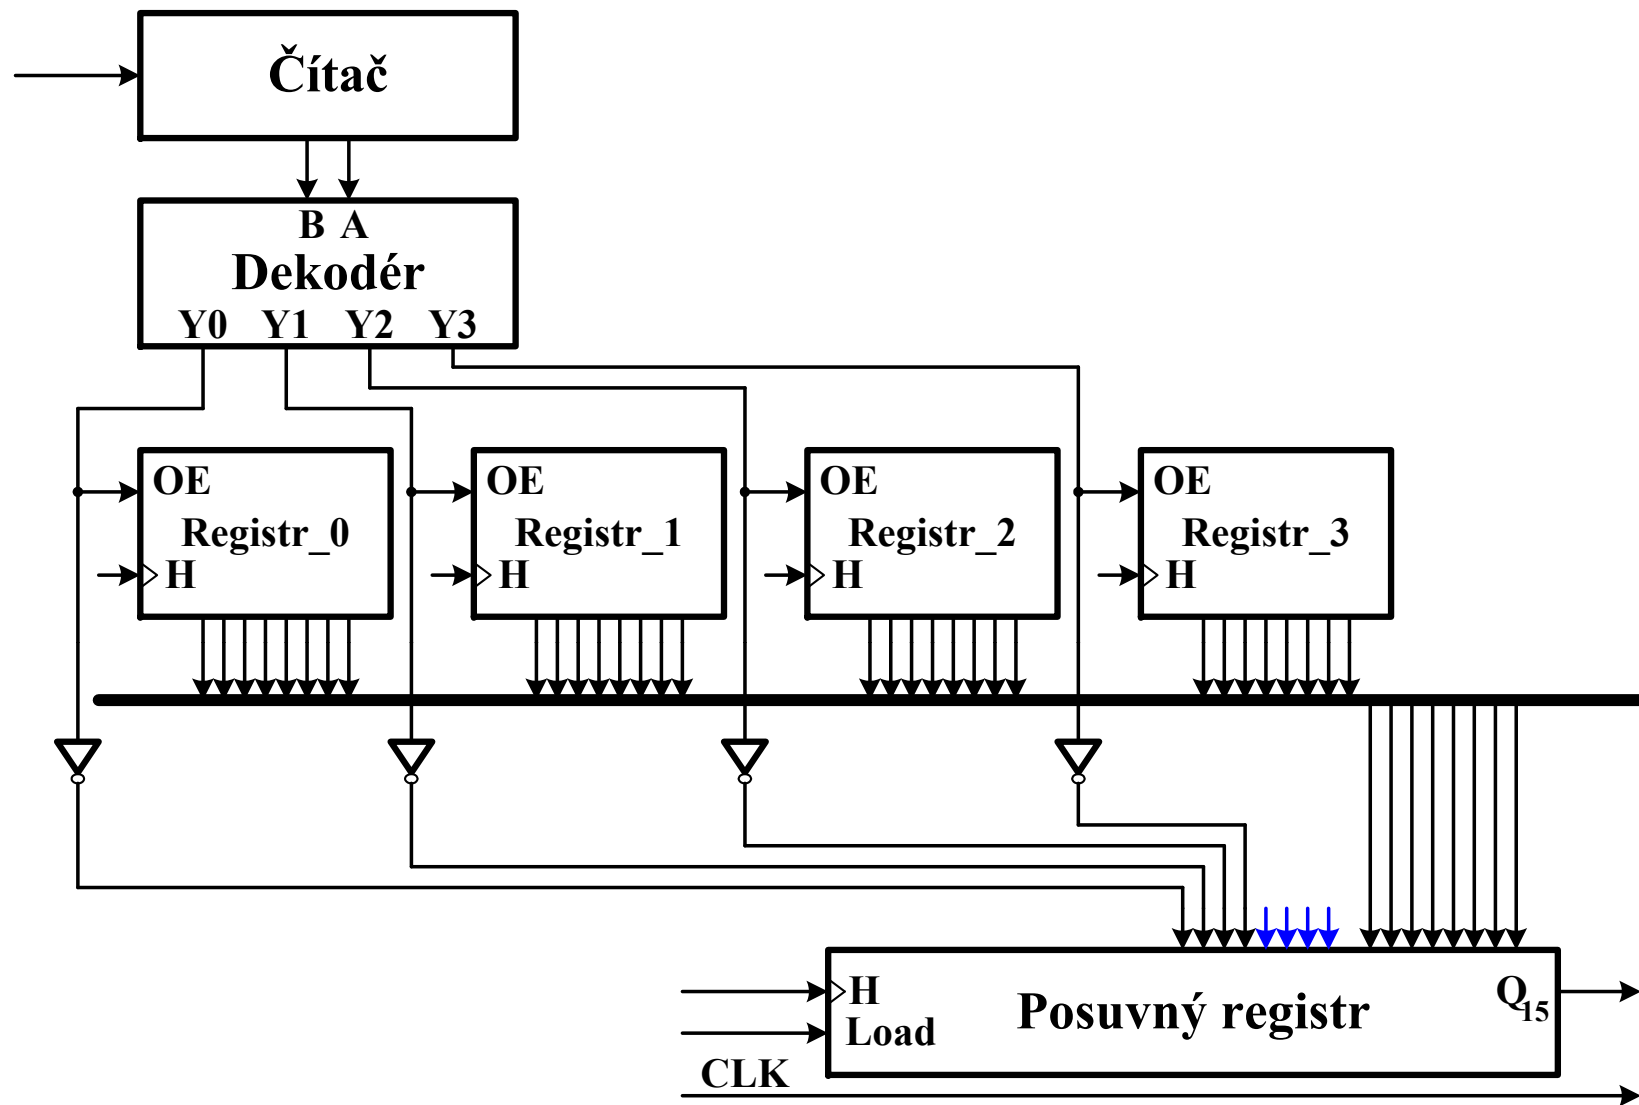 Čítač
B A
Dekodér
Y0 Y1 Y2 Y3
OE OE OE OE
Registr_0 Registr_1 Registr_2 Registr_3
H H H H
H Q15
Posuvný registr
Load
CLK